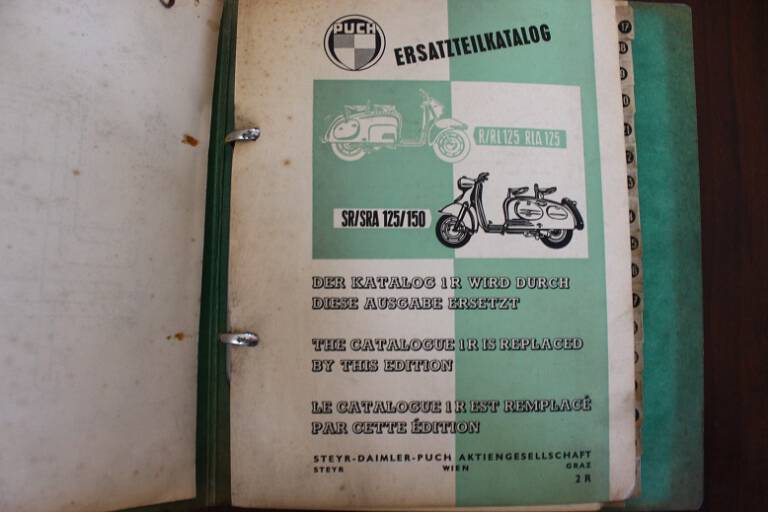 PUCH
ERSATZTEILKATALOG
R/RL 125 RLA 125
SR/SRA 125/150
DER KATALOG 1 R WIRD DURCH
DIESE AUSGABE ERSETZT
THE CATALOGUE 1 R IS REPLACED
BY THIS EDITION
LE CATALOGUE 1 R EST REMPLACÉ
PAR CETTE ÉDITION
STEYR-DAIMLER-PUCH AKTIENGESELLSCHAFT
STEYR WIEN GRAZ
2 R
17